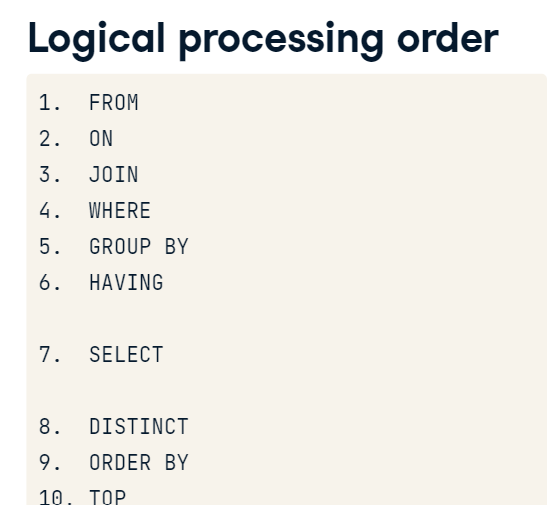 Logical processing order
1. FROM
2. ON
3. JOIN
4. WHERE
5. GROUP BY
6. HAVING
7. SELECT
8. DISTINCT
9. ORDER BY
10. TOP